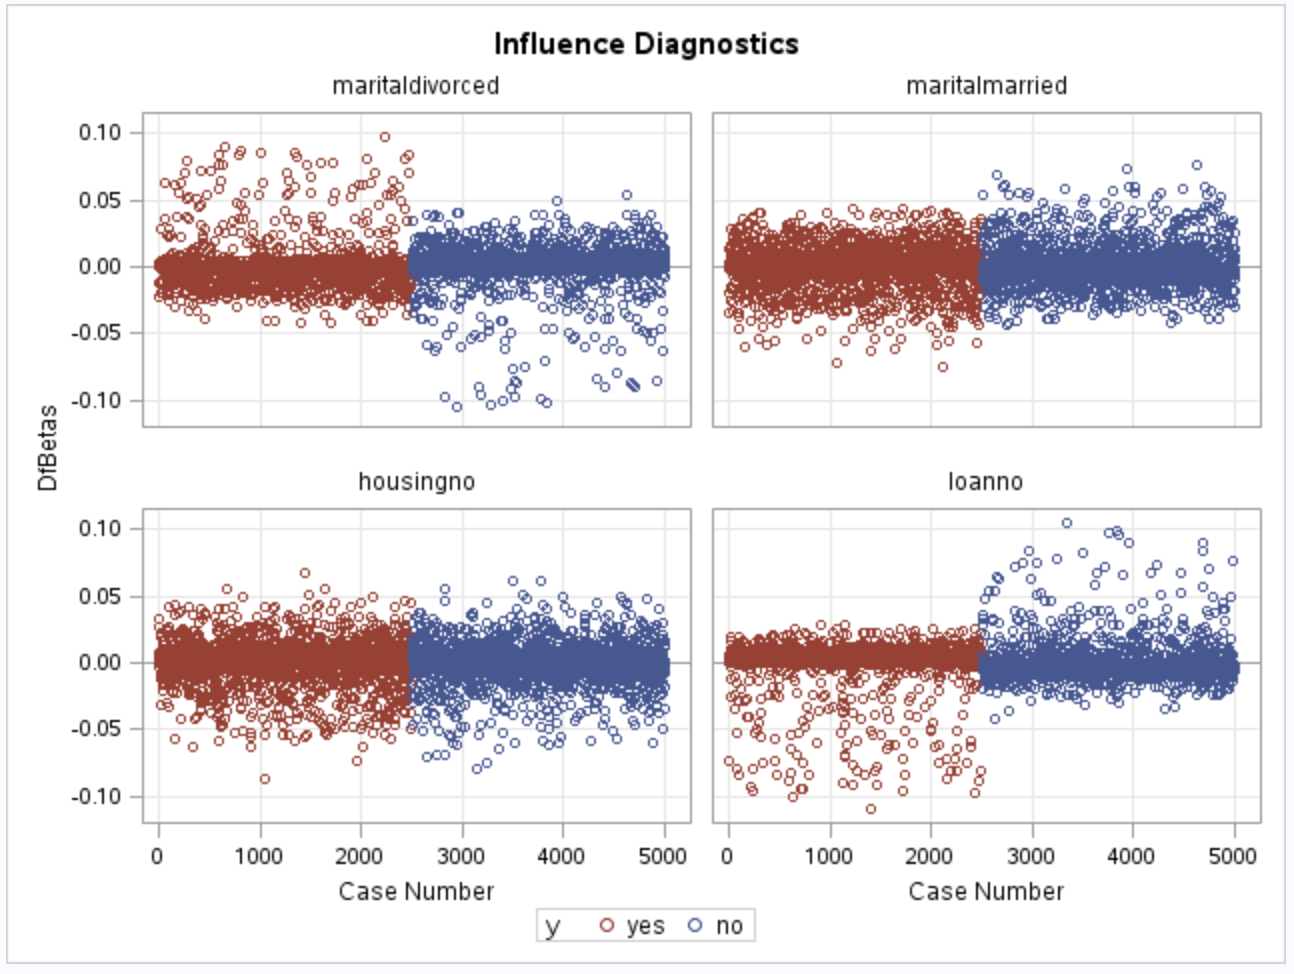 Influence Diagnostics
maritaldivorced maritalmarried
0.10
0.05
0.00
-0.05
-0.10
DfBetas
housingno loanno
0.10
0.05
0.00
-0.05
-0.10
0 1000 2000 3000 4000 5000 0 1000 2000 3000 4000 5000
Case Number Case Number
y yes no